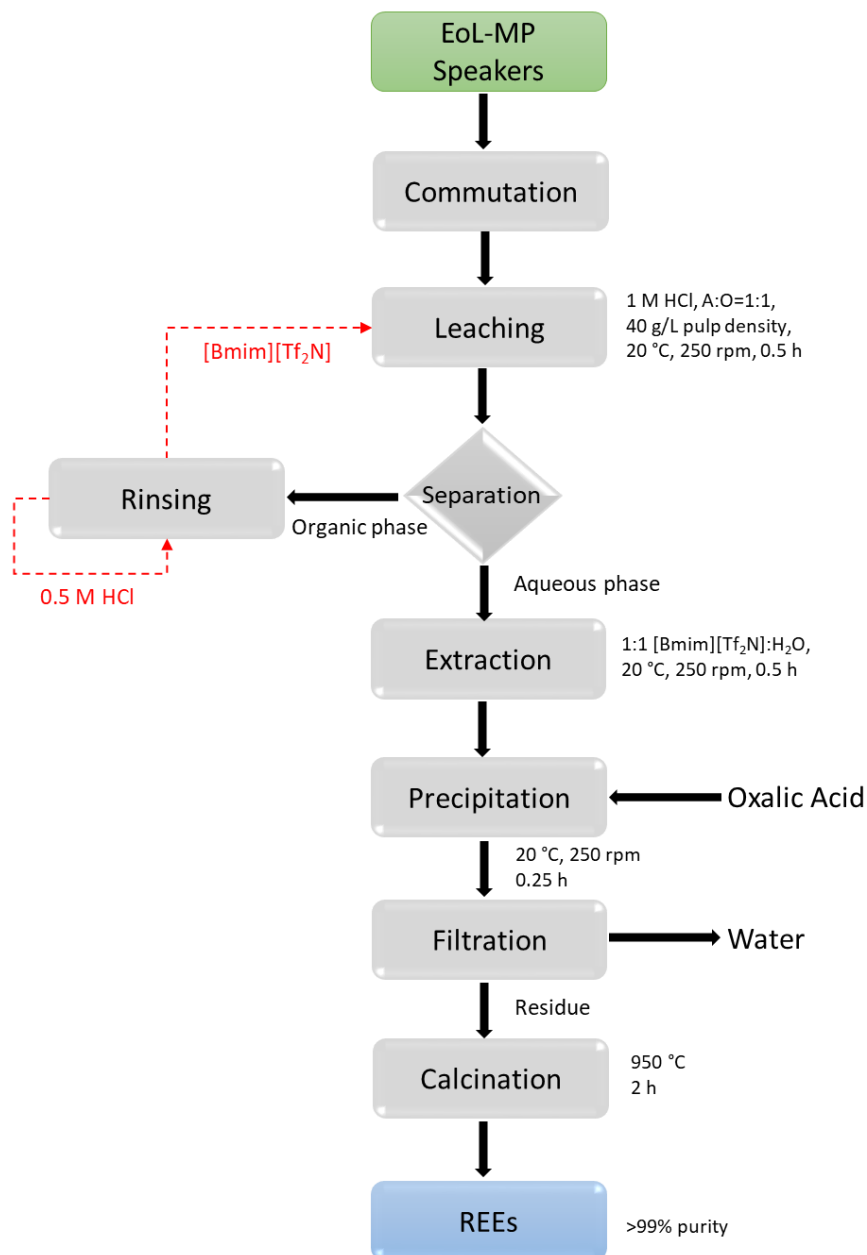 EoL-MP
Speakers
Commutation
Leaching
1 M HCl, A:O=1:1,
40 g/L pulp density,
20 °C, 250 rpm, 0.5 h
[Bmim][Tf₂N]
Separation
Rinsing
Organic phase
0.5 M HCl
Aqueous phase
Extraction
1:1 [Bmim][Tf₂N]:H₂O,
20 °C, 250 rpm, 0.5 h
Precipitation
Oxalic Acid
20 °C, 250 rpm
0.25 h
Filtration
Water
Residue
Calcination
950 °C
2 h
REEs
>99% purity